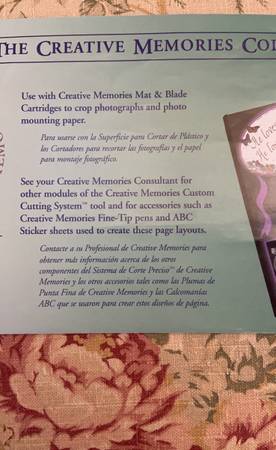 THE CREATIVE MEMORIES
Use with Creative Memories Mat & Blade
Cartridges to crop photographs and photo
mounting paper.
Para usarse con la Superficie para Cortar de Plástico y
los Cortadores para recortar las fotografías y el papel
para montaje fotográfico.
See your Creative Memories Consultant for
other modules of the Creative Memories Custom
Cutting System™ tool and for accessories such as
Creative Memories Fine-Tip pens and ABC
Sticker sheets used to create these page layouts.
Contacte a su Profesional de Creative Memories para
obtener más información acerca de los otros
componentes del Sistema de Corte Preciso™ de Creative
Memories y los otros accesorios tales como las Plumas de
Punta Fina de Creative Memories y las Calcomanías
ABC que se usaron para crear estos diseños de página.